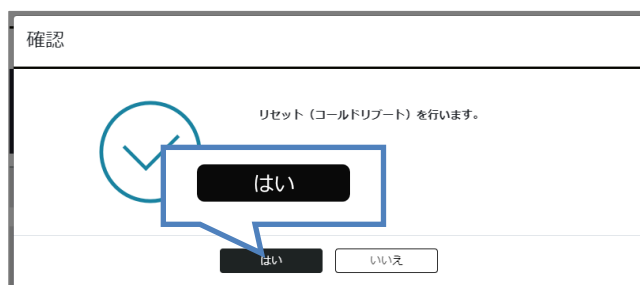 確認
リセット（コールドリブート）を行います。
はい
はい
いいえ